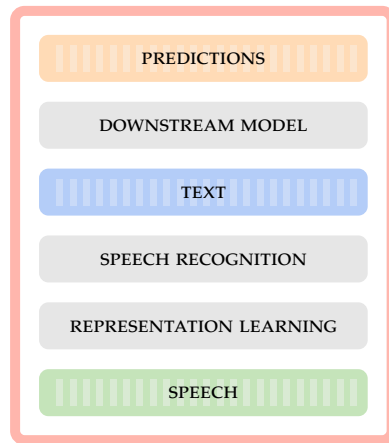 PREDICTIONS
DOWNSTREAM MODEL
TEXT
SPEECH RECOGNITION
REPRESENTATION LEARNING
SPEECH